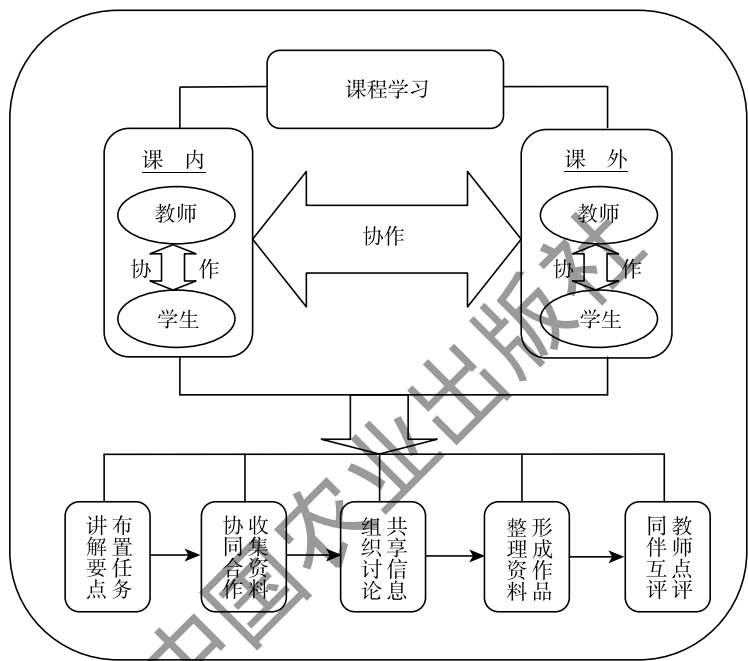 课程学习
课 内
教师
协 作
学生
协作
课 外
教师
协 作
学生
讲解要点
布置任务
协同合作
收集资料
组织讨论
共享信息
整理资料
形成作品
同伴互评
教师点评
中国农业出版社